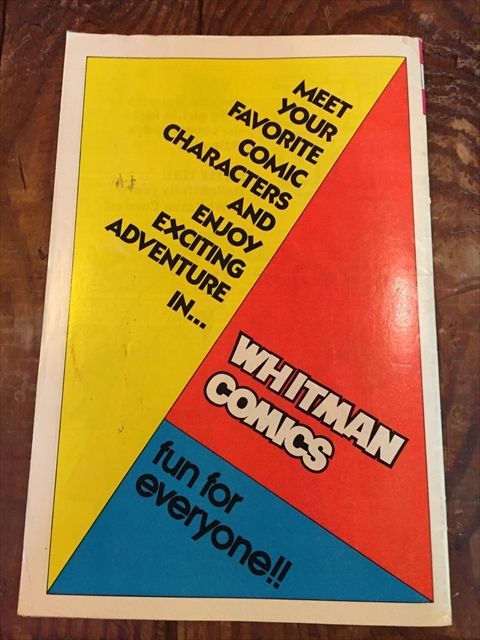 MEET
YOUR
FAVORITE
COMIC
CHARACTERS
AND
ENJOY
EXCITING
ADVENTURE
IN...
WHITMAN
COMICS
fun for
everyone!!